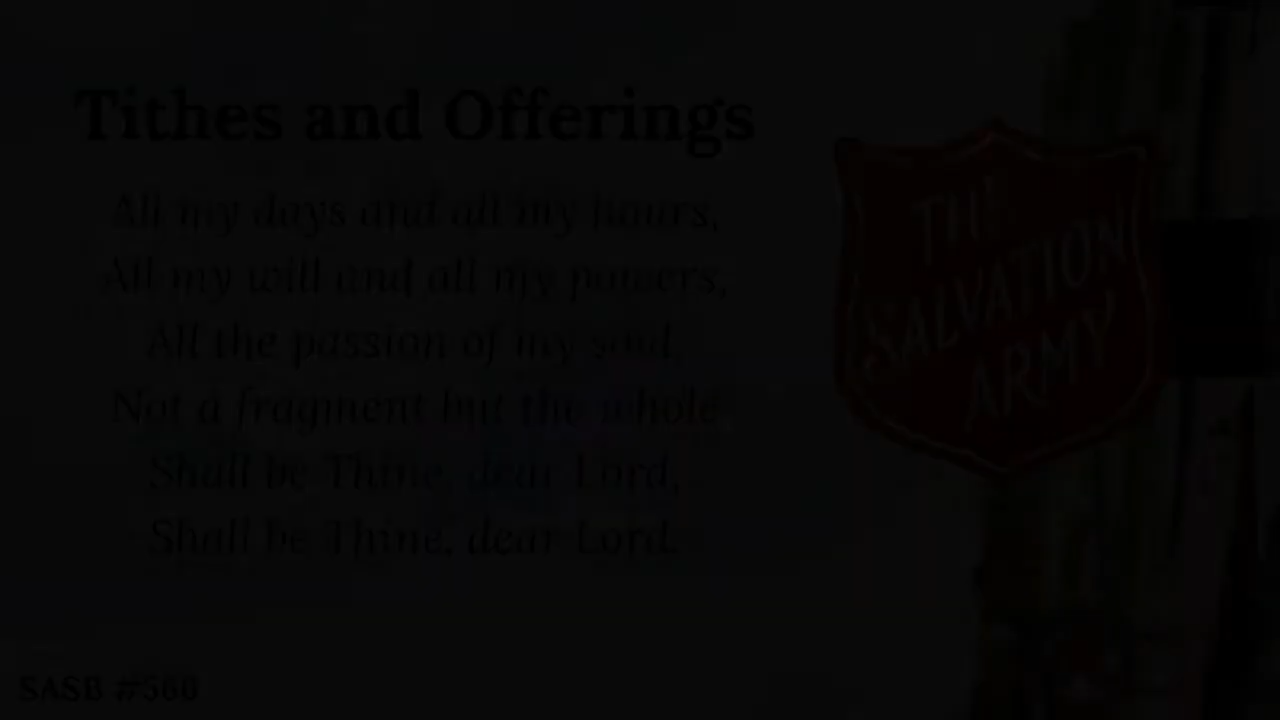 Tithes and Offerings
All my days and all my hours,
All my will and all my powers,
All the passion of my soul,
Not a fragment but the whole
Shall be Thine, dear Lord,
Shall be Thine, dear Lord.
THE
SALVATION
ARMY
SASB #566